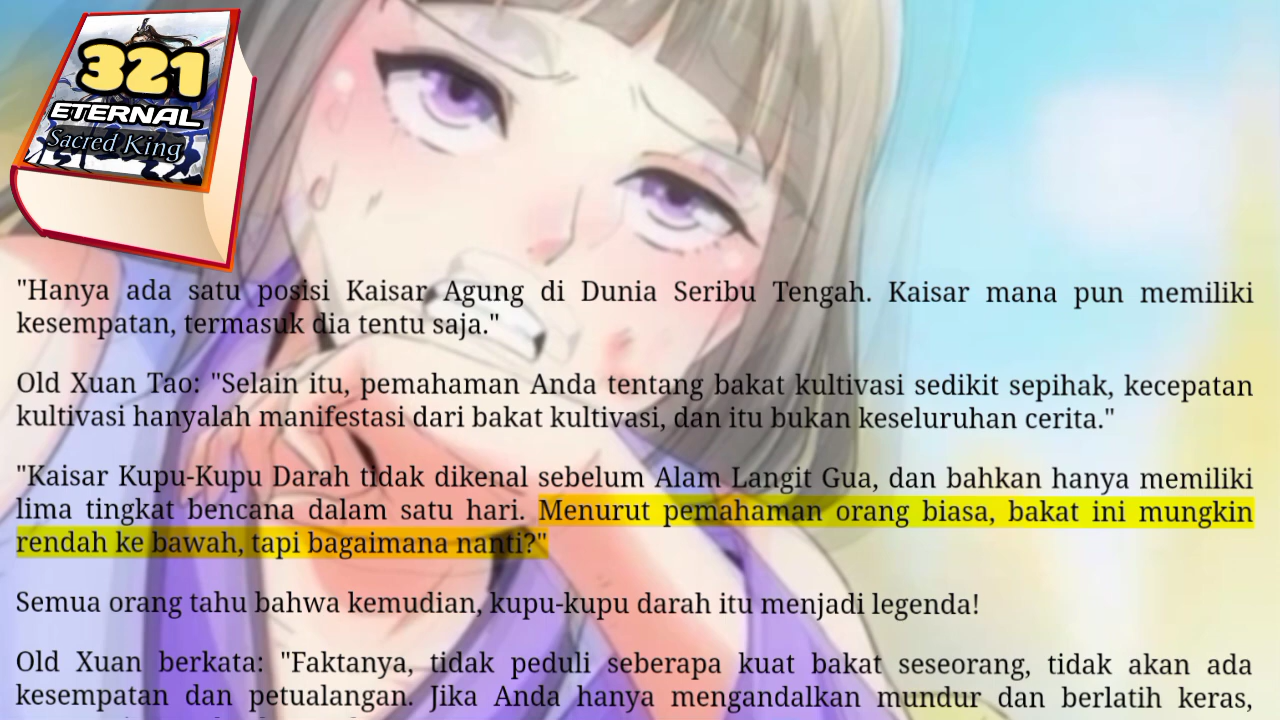 321
ETERNAL
Sacred King
"Hanya ada satu posisi Kaisar Agung di Dunia Seribu Tengah. Kaisar mana pun memiliki
kesempatan, termasuk dia tentu saja."
Old Xuan Tao: "Selain itu, pemahaman Anda tentang bakat kultivasi sedikit sepihak, kecepatan
kultivasi hanyalah manifestasi dari bakat kultivasi, dan itu bukan keseluruhan cerita."
"Kaisar Kupu-Kupu Darah tidak dikenal sebelum Alam Langit Gua, dan bahkan hanya memiliki
lima tingkat bencana dalam satu hari. Menurut pemahaman orang biasa, bakat ini mungkin
rendah ke bawah, tapi bagaimana nanti?"
Semua orang tahu bahwa kemudian, kupu-kupu darah itu menjadi legenda!
Old Xuan berkata: "Faktanya, tidak peduli seberapa kuat bakat seseorang, tidak akan ada
kesempatan dan petualangan. Jika Anda hanya mengandalkan mundur dan berlatih keras,